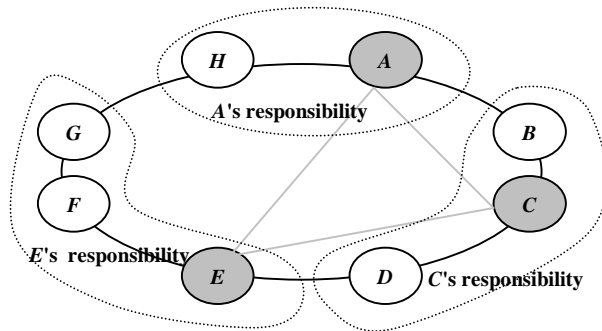 H
A
A's responsibility
G
B
F
C
E's responsibility
E
D
C's responsibility